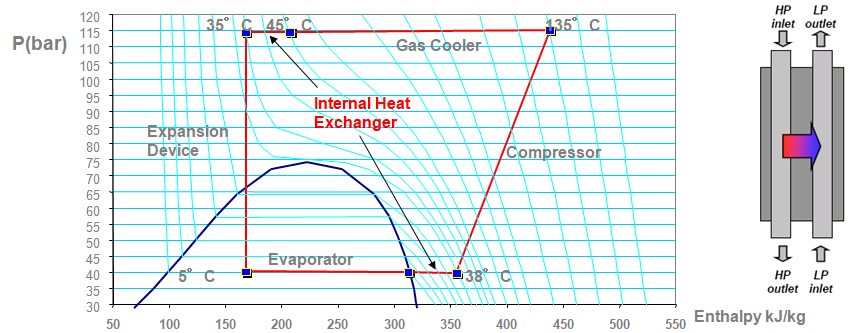 P(bar)
120
115
110
105
100
95
90
85
80
75
70
65
60
55
50
45
40
35
30
35° C
45° C
135° C
Gas Cooler
Internal Heat
Exchanger
Expansion
Device
Compressor
Evaporator
5° C
38° C
50
100
150
200
250
300
350
400
450
500
550
Enthalpy kJ/kg
HP
inlet
LP
outlet
HP
outlet
LP
inlet